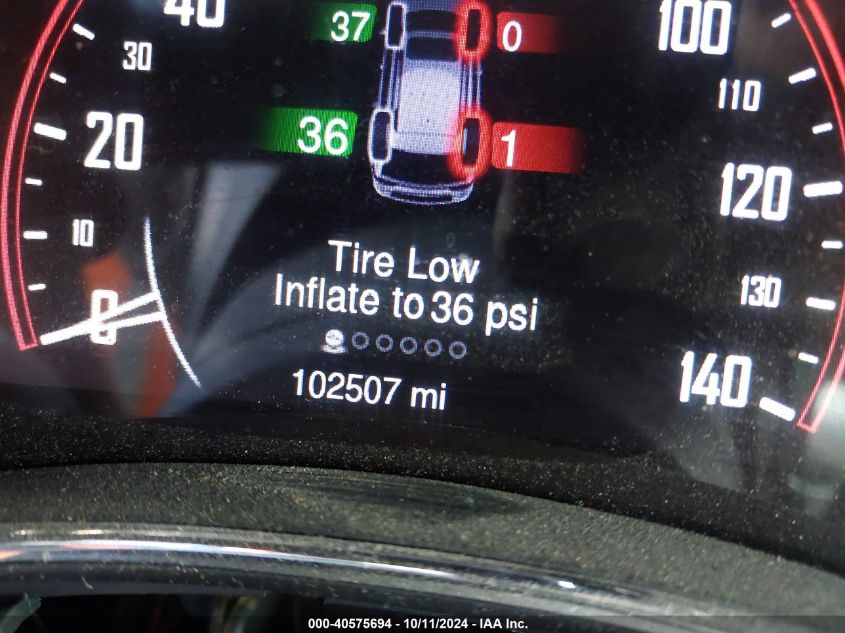 40 37 0 100
30 110
20 36 1 120
10
Tire Low
Inflate to 36 psi
0 130
102507 mi 140
000-40575694 - 10/11/2024 - IAA Inc.